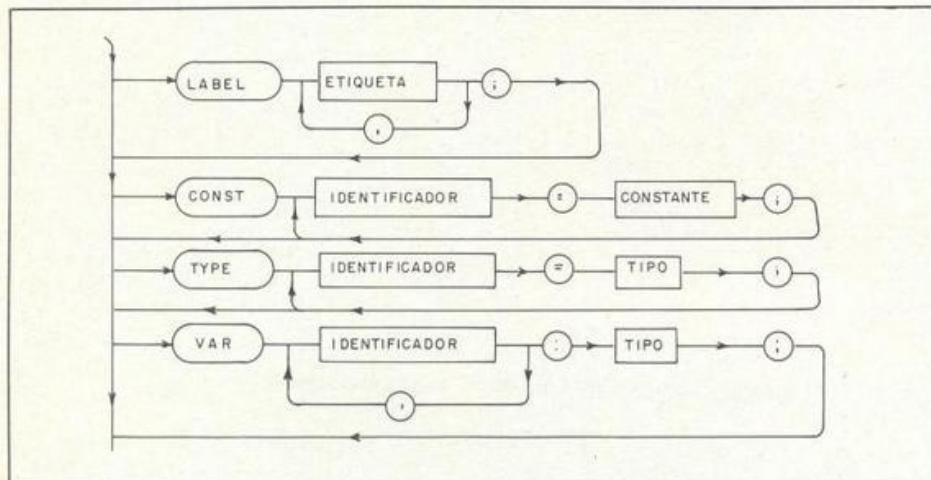 LABEL ETIQUETA ;
,
CONST IDENTIFICADOR = CONSTANTE ;
TYPE IDENTIFICADOR = TIPO ;
VAR IDENTIFICADOR : TIPO ;
,